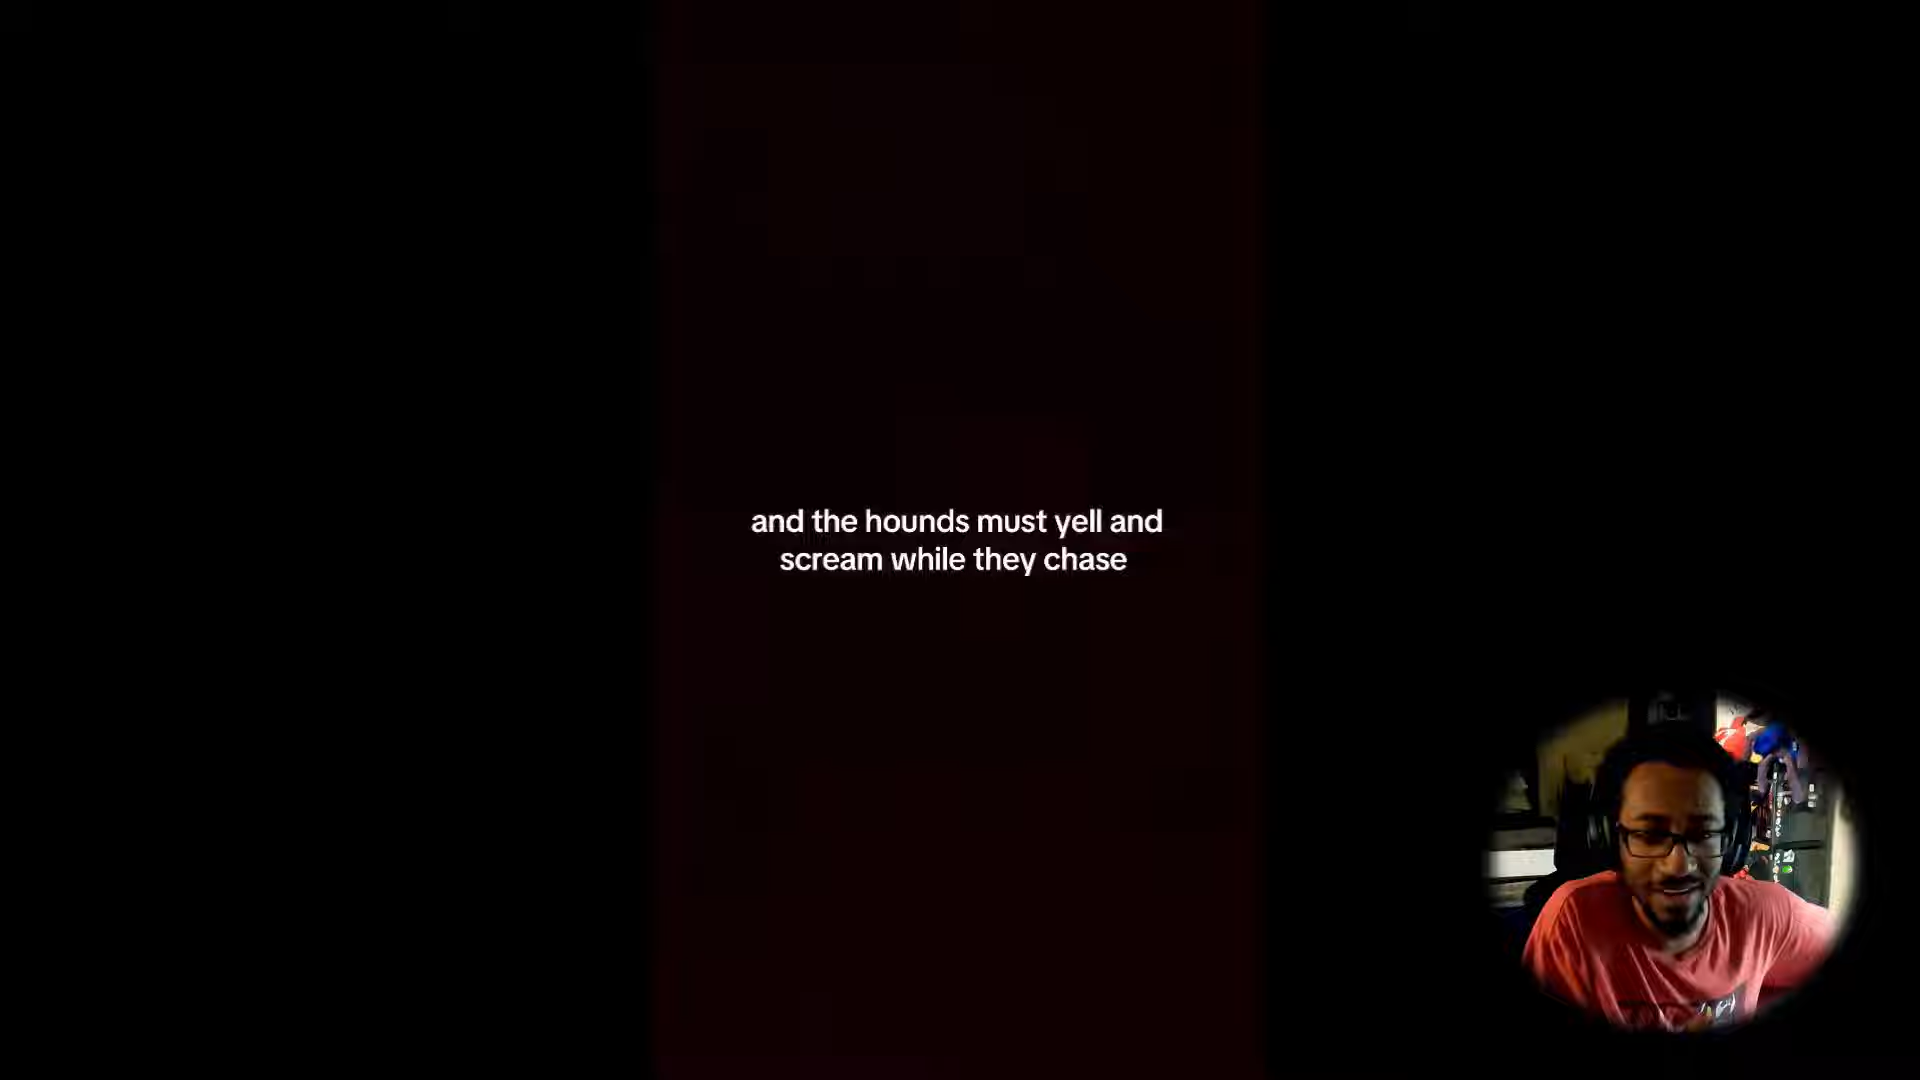 and the hounds must yell and
scream while they chase